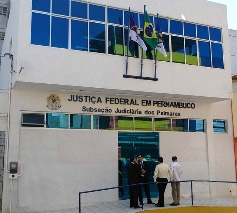 JUSTIÇA FEDERAL EM PERNAMBUCO
Subseção Judiciária dos Palmares